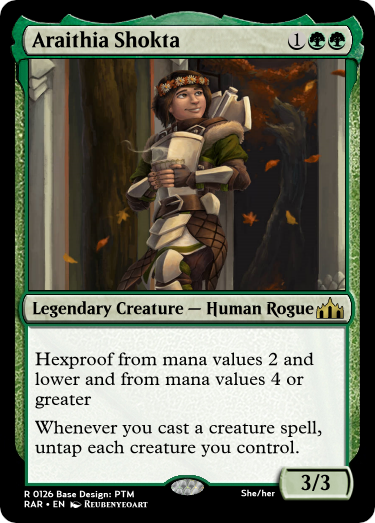 Araithia Shokta 1
Legendary Creature — Human Rogue
Hexproof from mana values 2 and
lower and from mana values 4 or
greater
Whenever you cast a creature spell,
untap each creature you control.
3/3
R 0126 Base Design: PTM She/her
RAR • EN Reubenyeoart